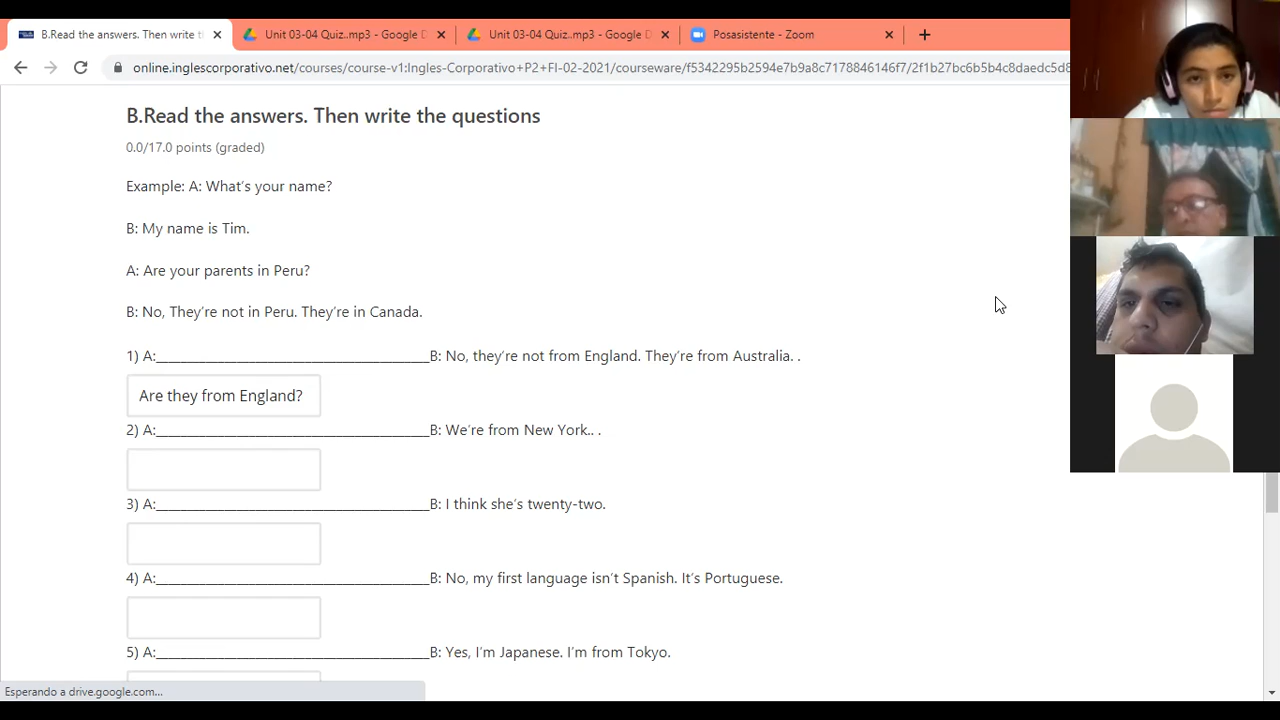 B.Read the answers. Then write t
Unit 03-04 Quiz..mp3 - Google D
Unit 03-04 Quiz..mp3 - Google D
Posasistente - Zoom
online.inglescorporativo.net/courses/course-v1:Ingles-Corporativo+P2+FI-02-2021/courseware/f5342295b2594e7b9a8c7178846146f7/2f1b27bc6b5b4c8daedc5d8
B.Read the answers. Then write the questions
0.0/17.0 points (graded)
Example: A: What's your name?
B: My name is Tim.
A: Are your parents in Peru?
B: No, They're not in Peru. They're in Canada.
1) A:______________________________________B: No, they're not from England. They're from Australia. .
Are they from England?
2) A:______________________________________B: We're from New York.. .
3) A:______________________________________B: I think she's twenty-two.
4) A:______________________________________B: No, my first language isn't Spanish. It's Portuguese.
5) A:______________________________________B: Yes, I'm Japanese. I'm from Tokyo.
Esperando a drive.google.com...